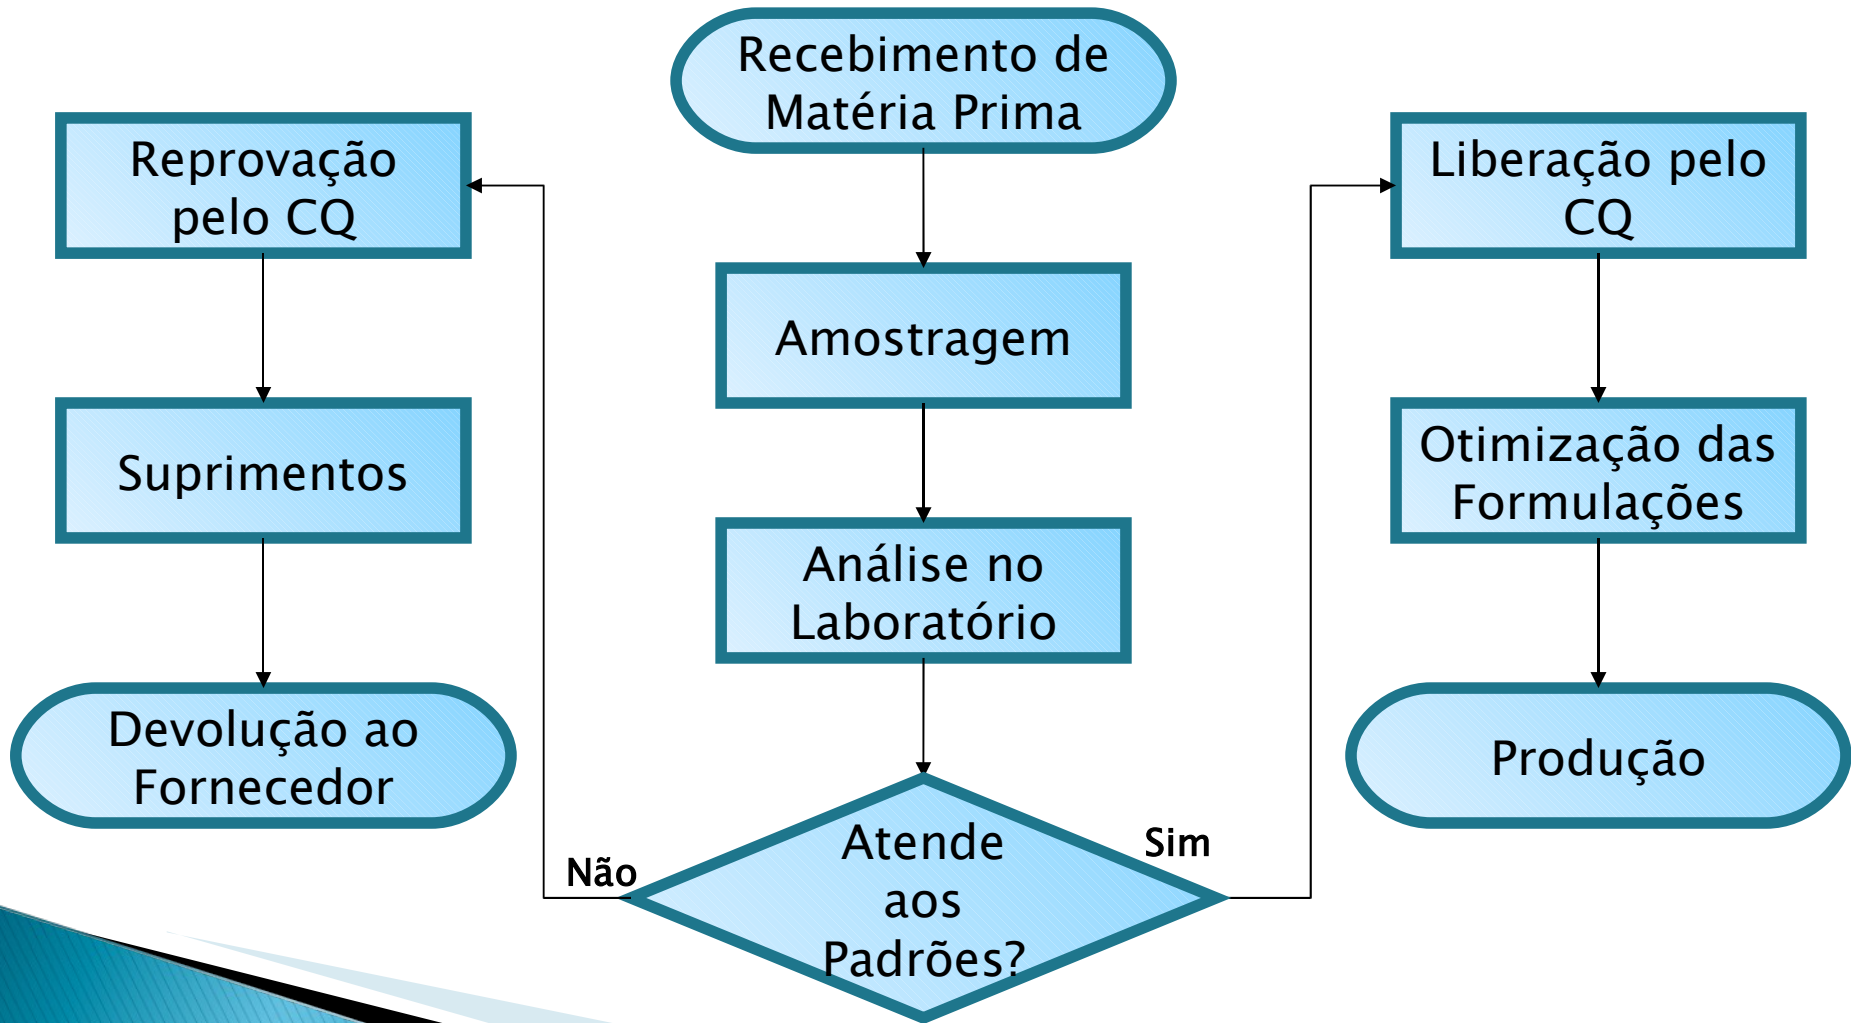 Recebimento de
Matéria Prima
Reprovação
pelo CQ
Liberação pelo
CQ
Amostragem
Suprimentos
Otimização das
Formulações
Análise no
Laboratório
Devolução ao
Fornecedor
Produção
Não
Sim
Atende
aos
Padrões?